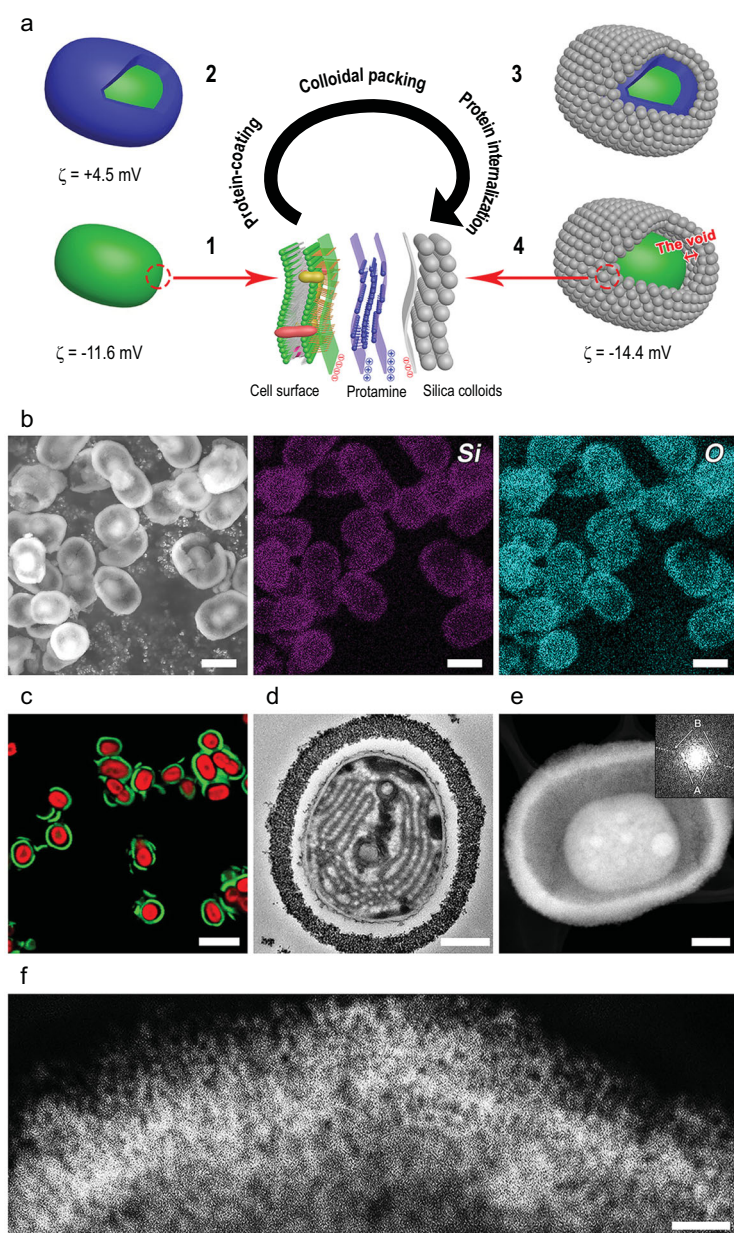 a
2
Colloidal packing
3
Protein-coating
Protein internalization
ζ = +4.5 mV
1
4
The void
ζ = -11.6 mV
ζ = -14.4 mV
Cell surface
Protamine
Silica colloids
b
Si
O
c
d
e
B
A
f